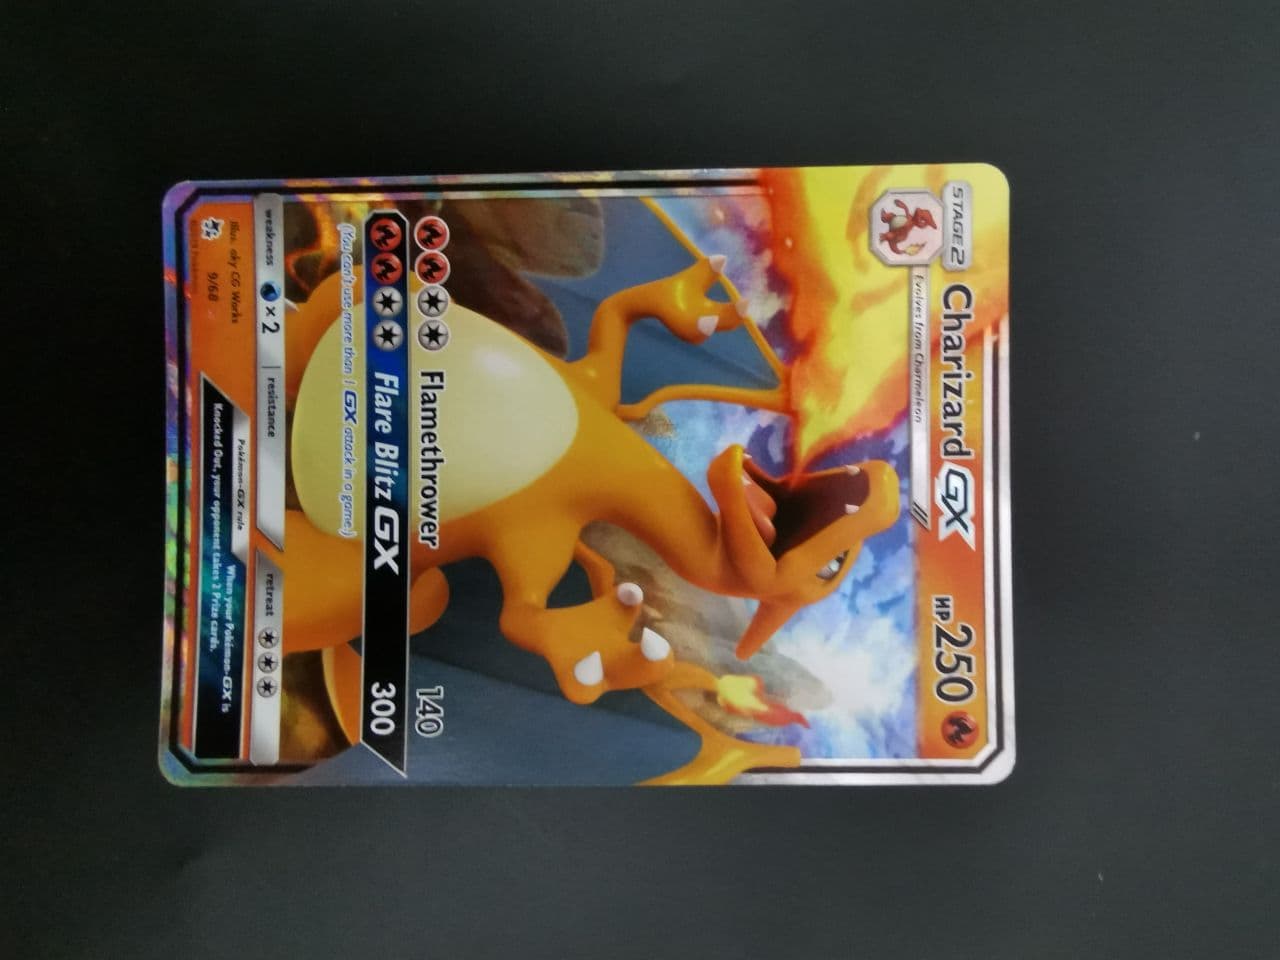 STAGE 2 Charizard GX HP 250
Evolves from Charmeleon
Flamethrower 140
Flare Blitz GX 300
(You can't use more than 1 GX attack in a game.)
weakness ×2 resistance retreat
Illus. aky CG Works
9/68
©2019 Pokémon
Pokémon-GX rule
When your Pokémon-GX is
Knocked Out, your opponent takes 2 Prize cards.